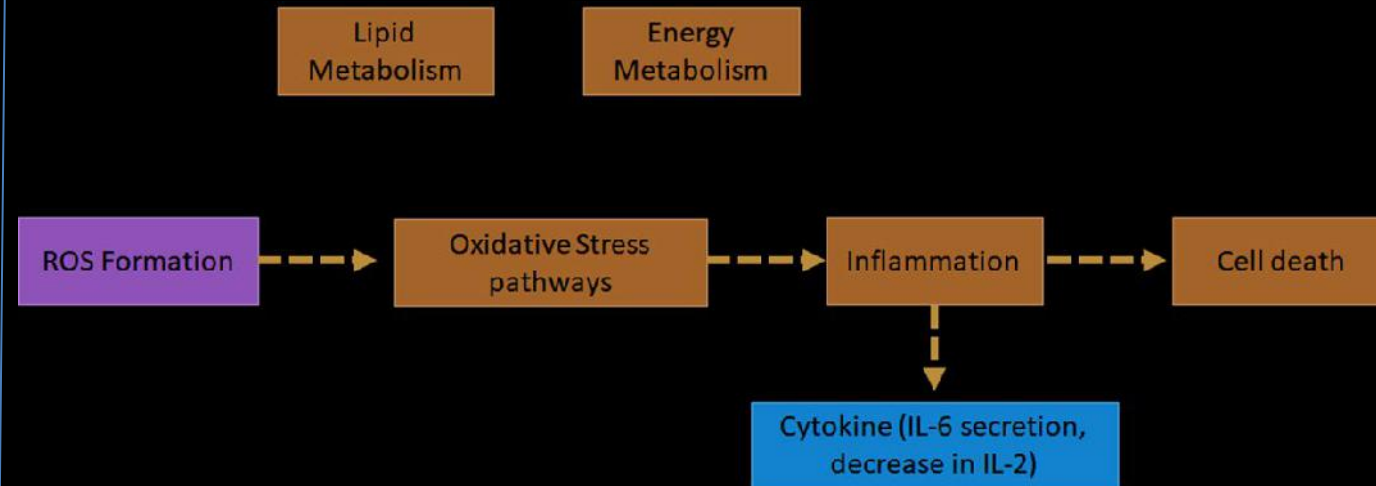 Lipid
Metabolism
Energy
Metabolism
ROS Formation
Oxidative Stress
pathways
Inflammation
Cell death
Cytokine (IL-6 secretion,
decrease in IL-2)